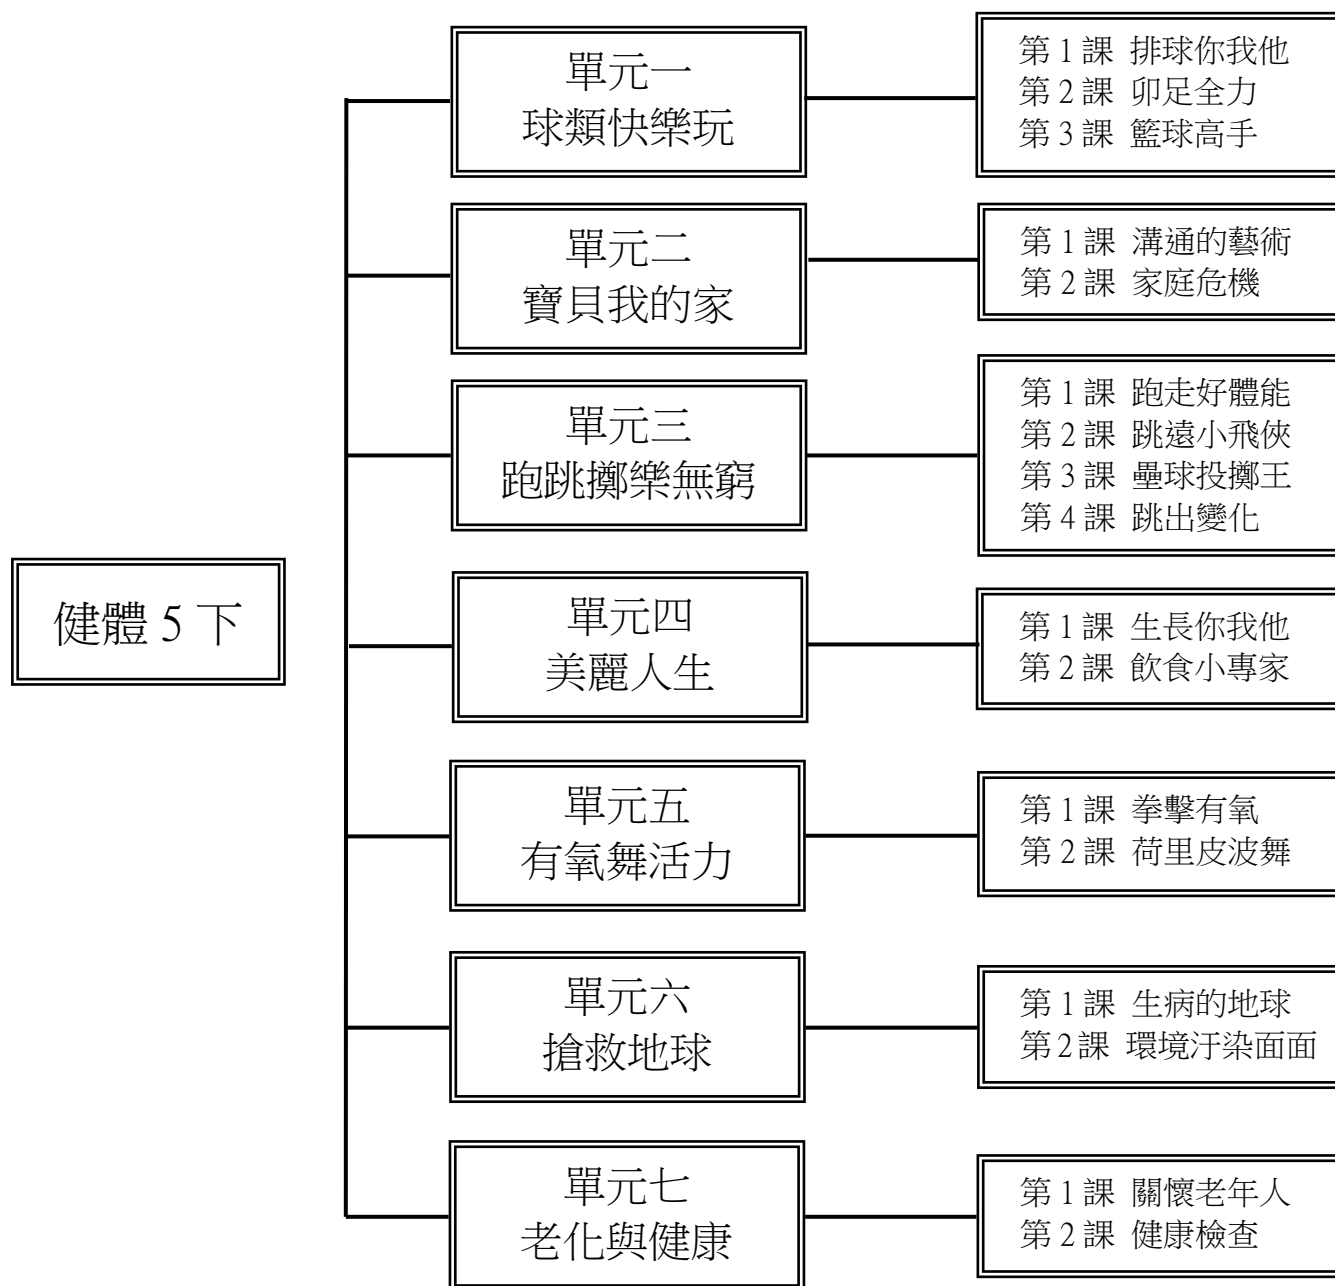 健體 5 下
單元一
球類快樂玩
第 1 課 排球你我他
第 2 課 卯足全力
第 3 課 籃球高手
單元二
寶貝我的家
第 1 課 溝通的藝術
第 2 課 家庭危機
單元三
跑跳擲樂無窮
第 1 課 跑走好體能
第 2 課 跳遠小飛俠
第 3 課 壘球投擲王
第 4 課 跳出變化
單元四
美麗人生
第 1 課 生長你我他
第 2 課 飲食小專家
單元五
有氧舞活力
第 1 課 拳擊有氧
第 2 課 荷里皮波舞
單元六
搶救地球
第 1 課 生病的地球
第 2 課 環境汙染面面
單元七
老化與健康
第 1 課 關懷老年人
第 2 課 健康檢查